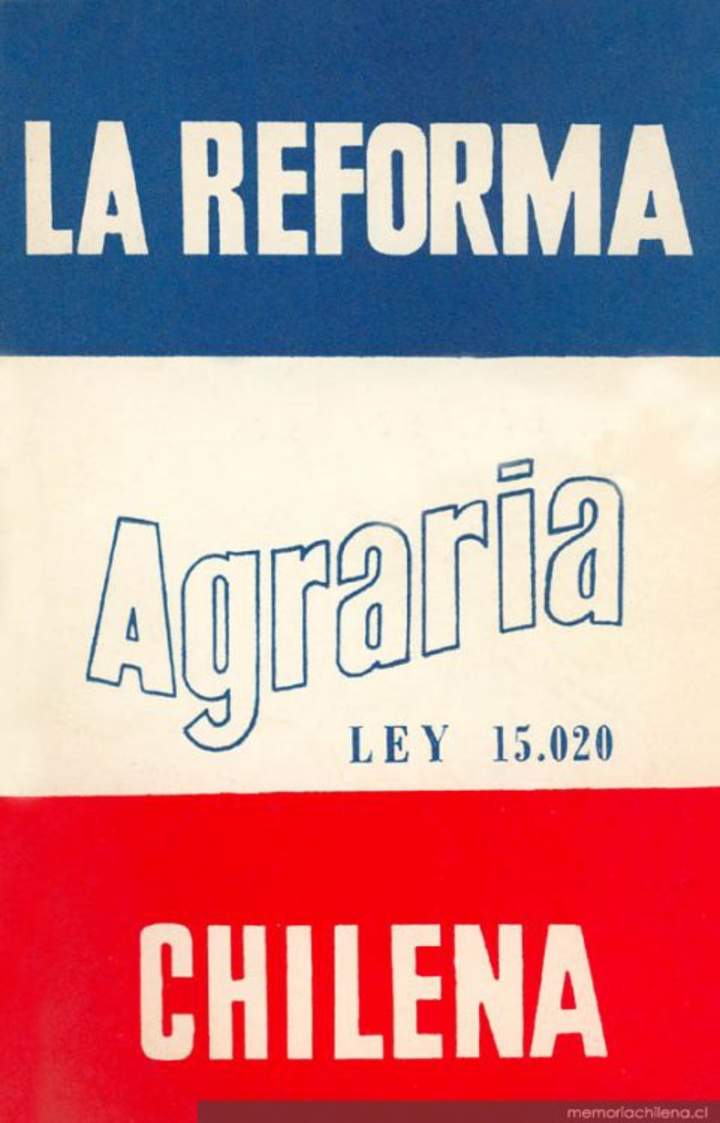 LA REFORMA
Agraria
LEY 15.020
CHILENA
memoriachilena.cl